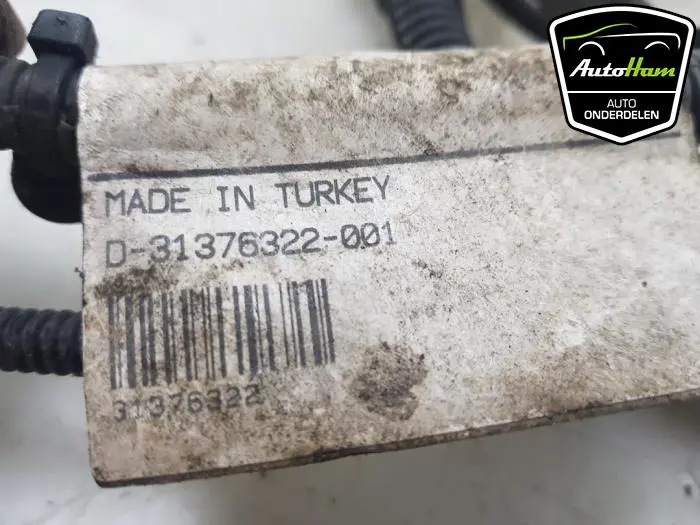 AutoHam
AUTO
ONDERDELEN
MADE IN TURKEY
D-31376322-001
31376322